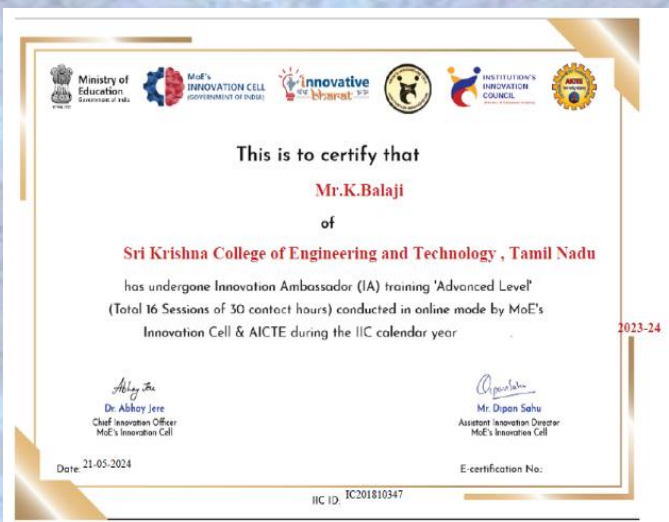 Ministry of
Education
Government of India
MoE's
INNOVATION CELL
(GOVERNMENT OF INDIA)
innovative
INSTITUTION'S
INNOVATION
COUNCIL
AICTE
This is to certify that
Mr.K.Balaji
of
Sri Krishna College of Engineering and Technology , Tamil Nadu
has undergone Innovation Ambassador (IA) training 'Advanced Level'
(Total 16 Sessions of 30 contact hours) conducted in online mode by MoE's
Innovation Cell & AICTE during the IIC calendar year
2023-24
Dr. Abhay Jere
Chief Innovation Officer
MoE's Innovation Cell
Mr. Dipan Sahu
Assistant Innovation Director
MoE's Innovation Cell
Date: 21-05-2024
E-certification No.:
IIC ID: IC201810347